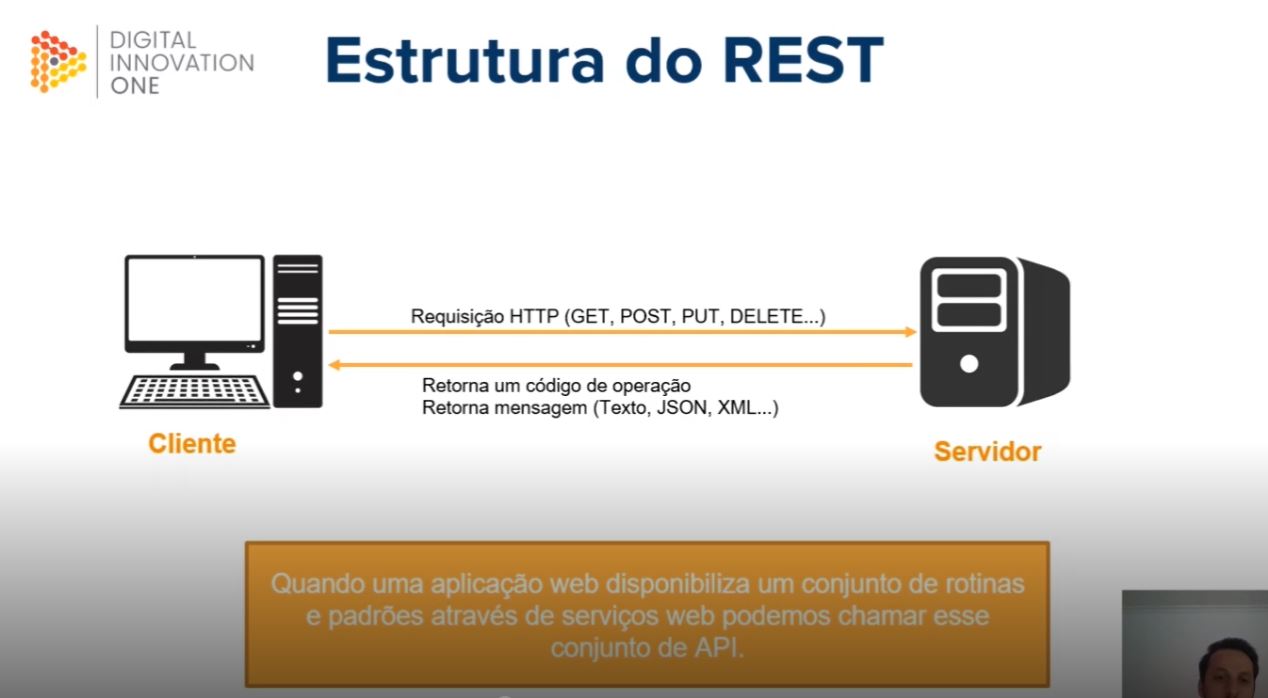 DIGITAL
INNOVATION
ONE
Estrutura do REST
Requisição HTTP (GET, POST, PUT, DELETE...)
Retorna um código de operação
Retorna mensagem (Texto, JSON, XML...)
Cliente
Servidor
Quando uma aplicação web disponibiliza um conjunto de rotinas
e padrões através de serviços web podemos chamar esse
conjunto de API.